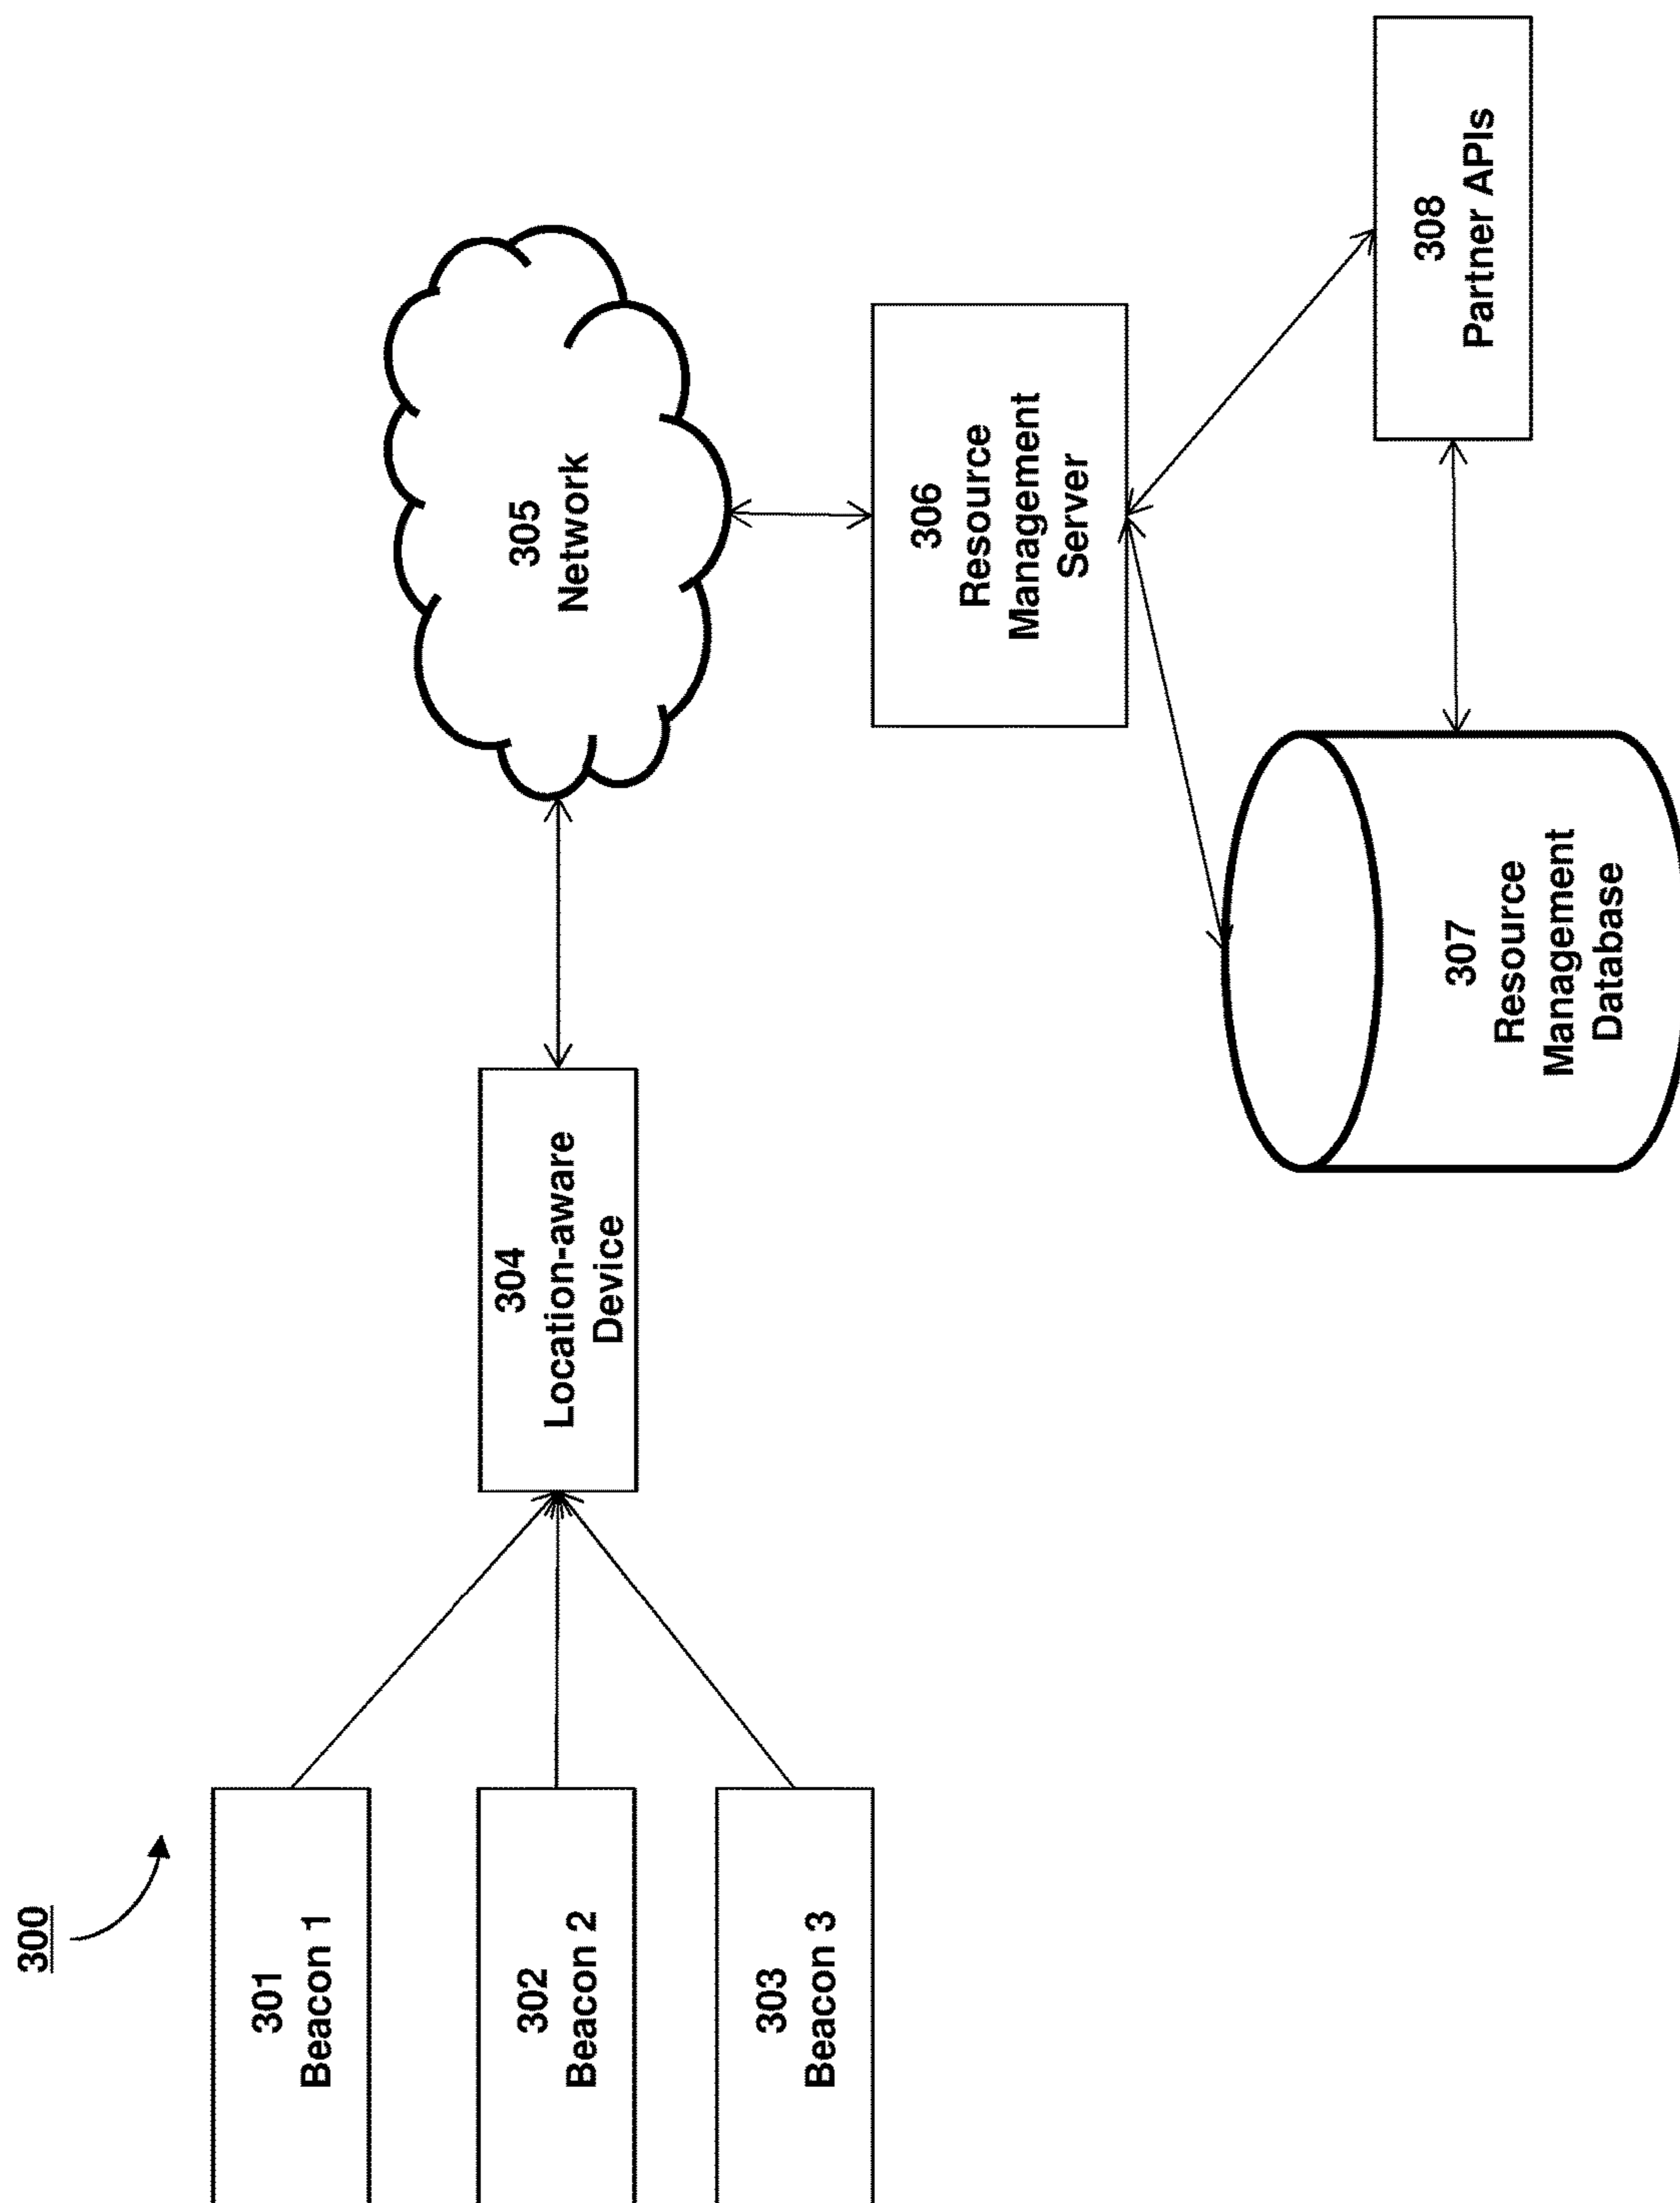 300
301
Beacon 1
302
Beacon 2
303
Beacon 3
304
Location-aware
Device
305
Network
306
Resource
Management
Server
307
Resource
Management
Database
308
Partner APIs